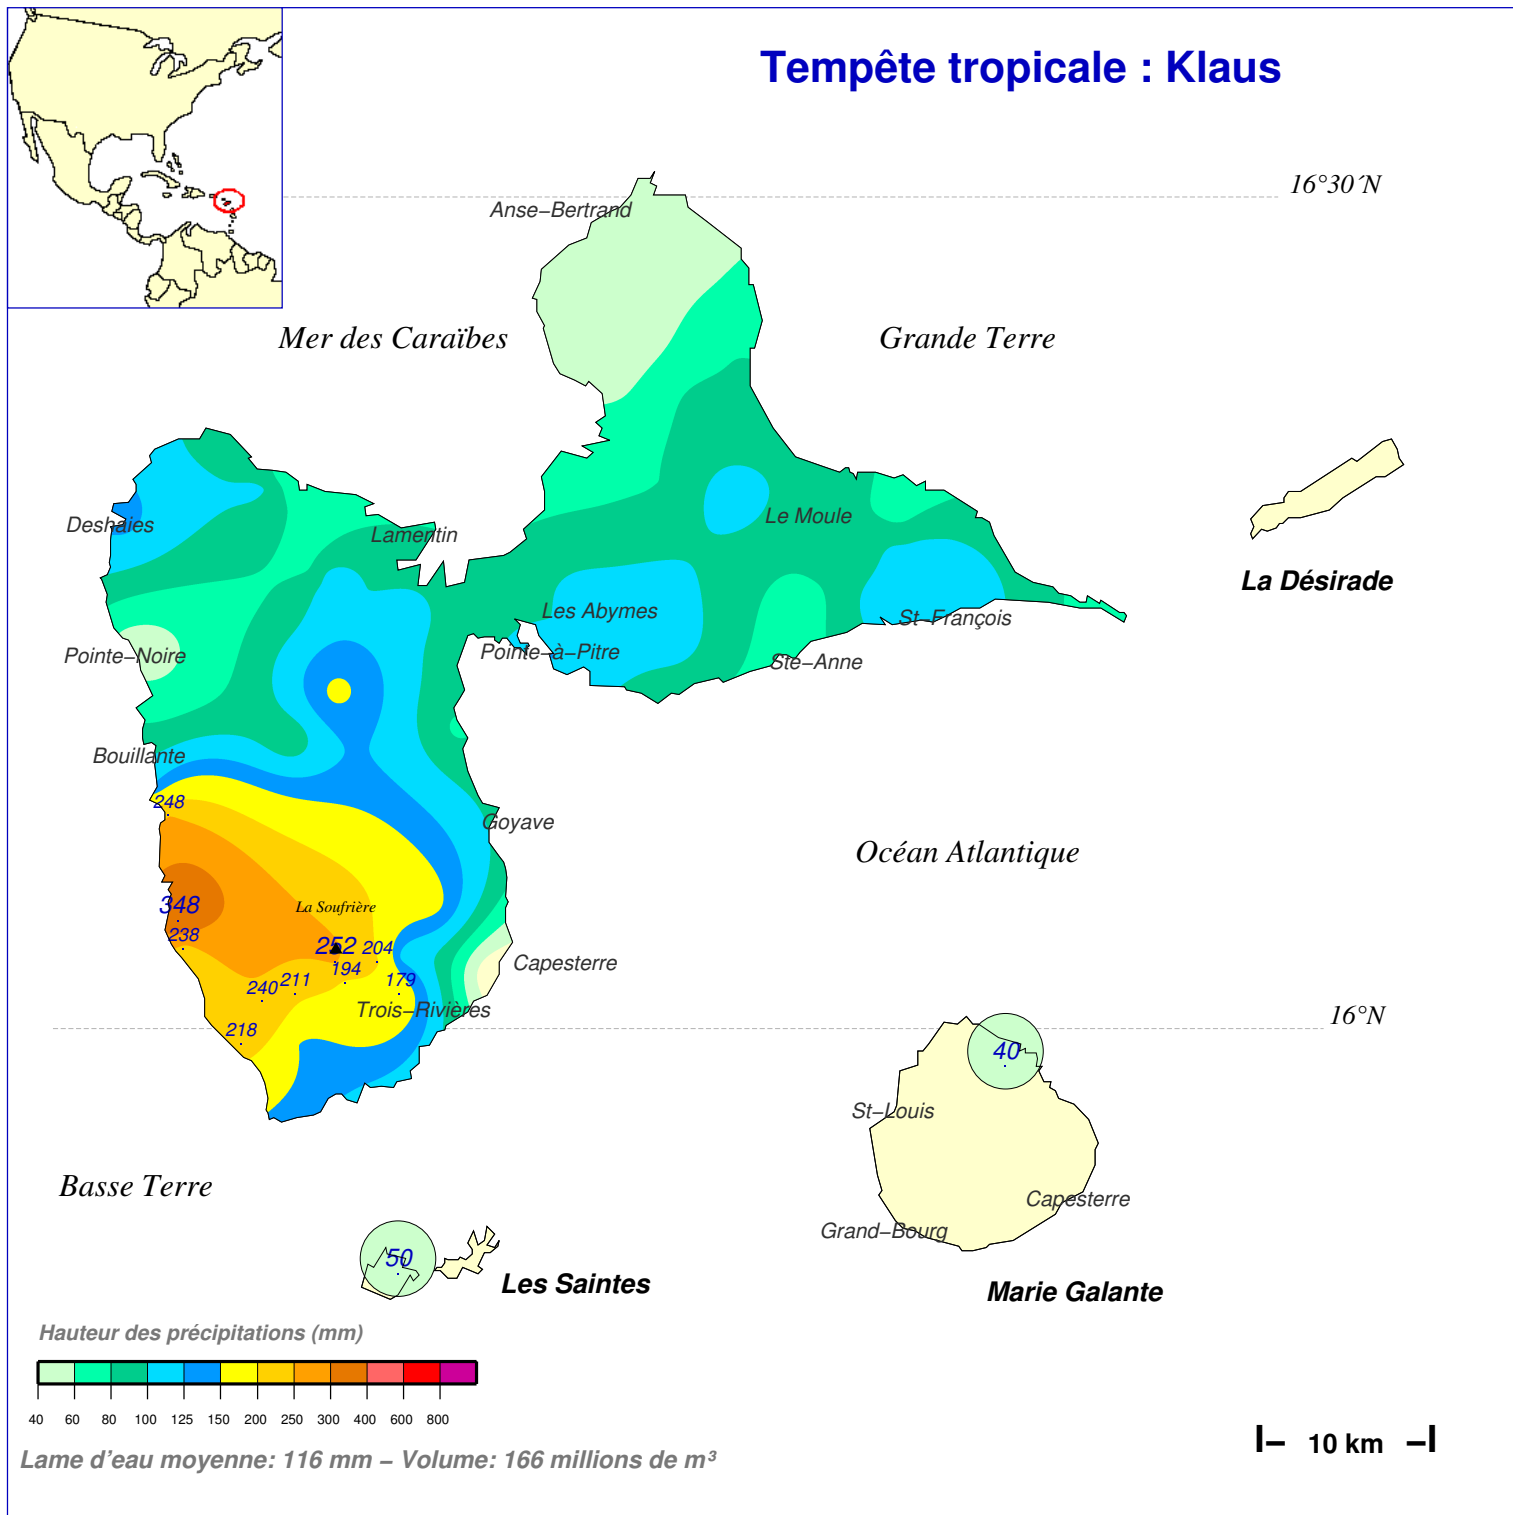 Tempête tropicale : Klaus
16°30´N
Anse−Bertrand
Mer des Caraïbes
Grande Terre
Deshaies
Lamentin
Le Moule
La Désirade
Les Abymes
St−François
Pointe−Noire
Pointe−à−Pitre
Ste−Anne
Bouillante
248
Goyave
Océan Atlantique
348
La Soufrière
238
252
204
194
Capesterre
240
211
179
Trois−Rivières
218
16°N
40
St−Louis
Basse Terre
Capesterre
Grand−Bourg
50
Les Saintes
Marie Galante
Hauteur des précipitations (mm)
40 60 80 100 125 150 200 250 300 400 600 800
Lame d’eau moyenne: 116 mm − Volume: 166 millions de m³
10 km